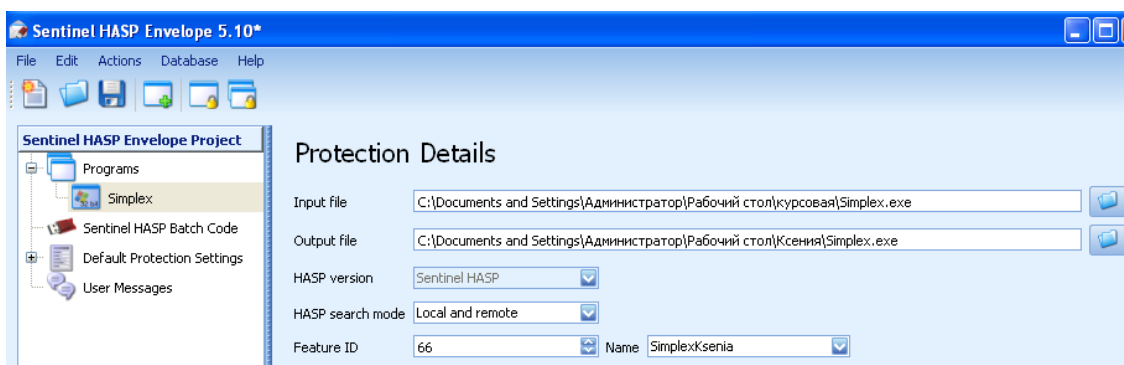 Sentinel HASP Envelope 5.10*
File Edit Actions Database Help
Sentinel HASP Envelope Project
Programs
Simplex
Sentinel HASP Batch Code
Default Protection Settings
User Messages
Protection Details
Input file C:\Documents and Settings\Администратор\Рабочий стол\курсовая\Simplex.exe
Output file C:\Documents and Settings\Администратор\Рабочий стол\Ксения\Simplex.exe
HASP version Sentinel HASP
HASP search mode Local and remote
Feature ID 66 Name SimplexKsenia